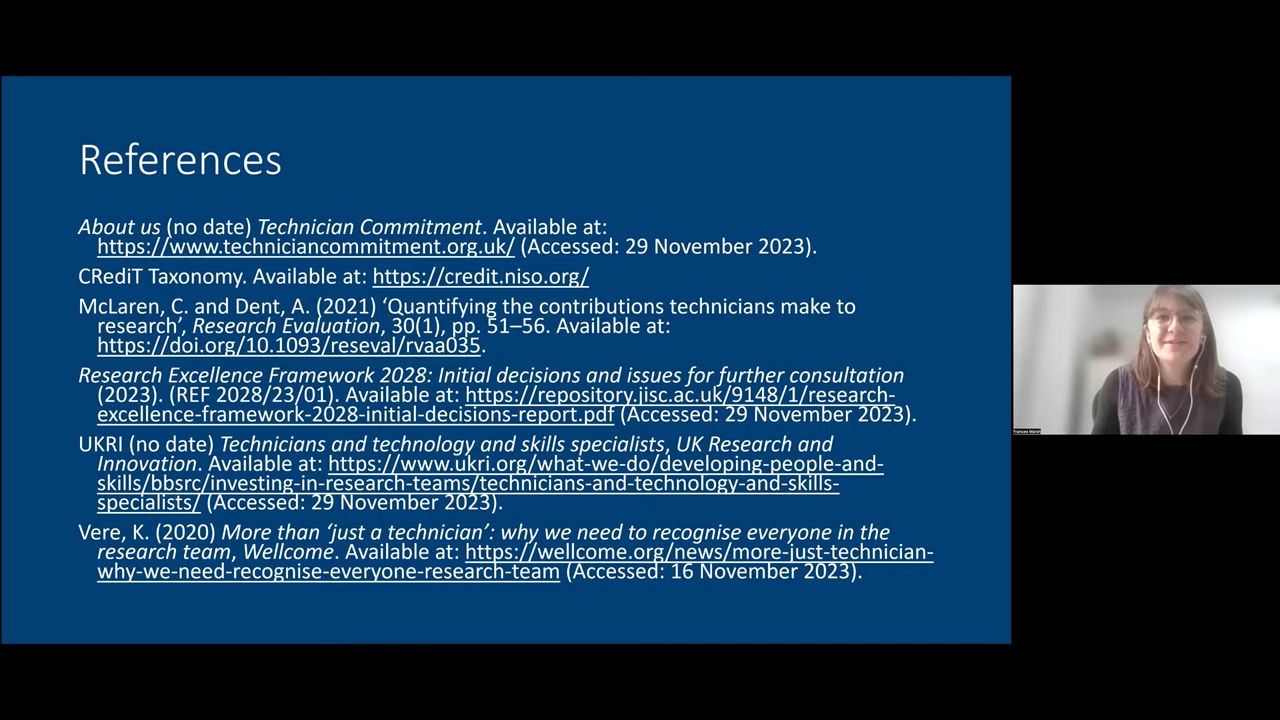 References
About us (no date) Technician Commitment. Available at:
https://www.techniciancommitment.org.uk/ (Accessed: 29 November 2023).
CRediT Taxonomy. Available at: https://credit.niso.org/
McLaren, C. and Dent, A. (2021) ‘Quantifying the contributions technicians make to
research’, Research Evaluation, 30(1), pp. 51–56. Available at:
https://doi.org/10.1093/reseval/rvaa035.
Research Excellence Framework 2028: Initial decisions and issues for further consultation
(2023). (REF 2028/23/01). Available at: https://repository.jisc.ac.uk/9148/1/research-
excellence-framework-2028-initial-decisions-report.pdf (Accessed: 29 November 2023).
UKRI (no date) Technicians and technology and skills specialists, UK Research and
Innovation. Available at: https://www.ukri.org/what-we-do/developing-people-and-
skills/bbsrc/investing-in-research-teams/technicians-and-technology-and-skills-
specialists/ (Accessed: 29 November 2023).
Vere, K. (2020) More than ‘just a technician’: why we need to recognise everyone in the
research team, Wellcome. Available at: https://wellcome.org/news/more-just-technician-
why-we-need-recognise-everyone-research-team (Accessed: 16 November 2023).
Frances Marsh